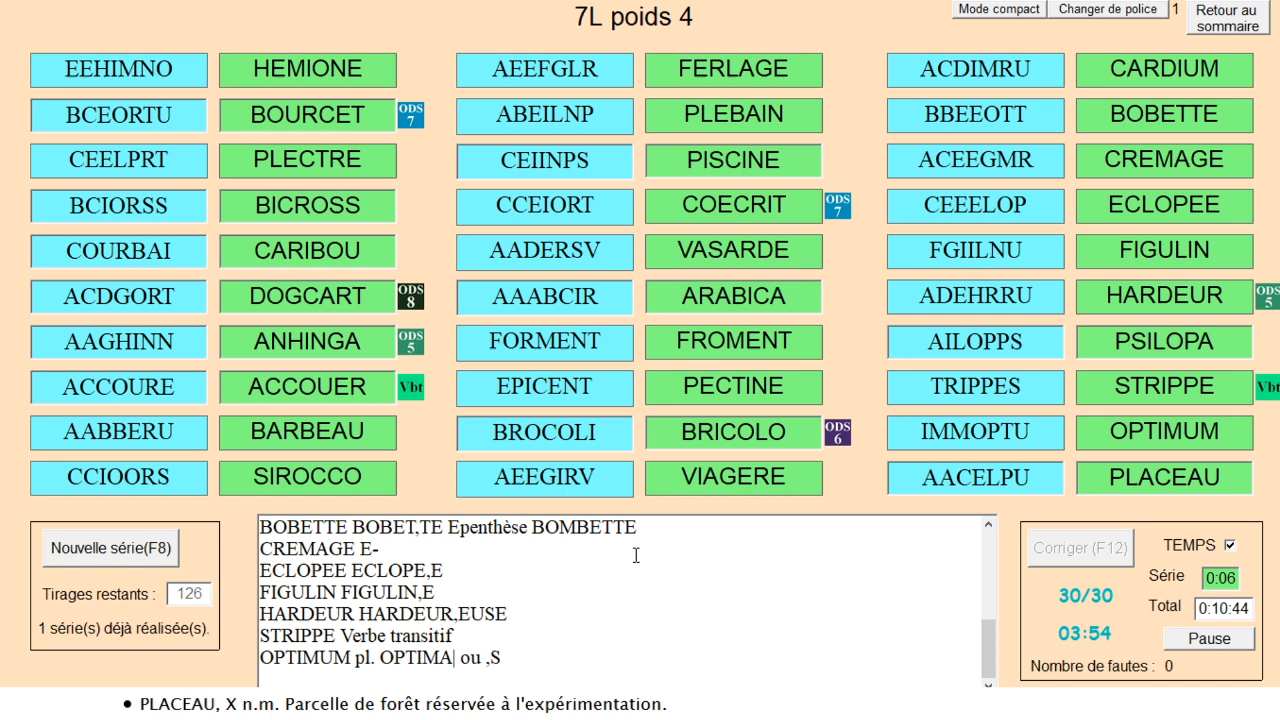 7L poids 4
Mode compact Changer de police 1 Retour au
sommaire
EEHIMNO HEMIONE AEEFGLR FERLAGE ACDIMRU CARDIUM
BCEORTU BOURCET ODS 7 ABEILNP PLEBAIN BBEEOTT BOBETTE
CEELPRT PLECTRE CEIINPS PISCINE ACEEGMR CREMAGE
BCIORSS BICROSS CCEIORT COECRIT ODS 7 CEEELOP ECLOPEE
COURBAI CARIBOU AADERSV VASARDE FGIILNU FIGULIN
ACDGORT DOGCART ODS 8 AAABCIR ARABICA ADEHRRU HARDEUR ODS 5
AAGHINN ANHINGA ODS 5 FORMENT FROMENT AILOPPS PSILOPA
ACCOURE ACCOUER Vbt EPICENT PECTINE TRIPPES STRIPPE Vbt
AABBERU BARBEAU BROCOLI BRICOLO ODS 6 IMMOPTU OPTIMUM
CCIOORS SIROCCO AEEGIRV VIAGERE AACELPU PLACEAU
Nouvelle série(F8)
Tirages restants : 126
1 série(s) déjà réalisée(s).
BOBETTE BOBET,TE Epenthèse BOMBETTE
CREMAGE E-
ECLOPEE ECLOPE,E
FIGULIN FIGULIN,E
HARDEUR HARDEUR,EUSE
STRIPPE Verbe transitif
OPTIMUM pl. OPTIMA| ou ,S
Corriger (F12) TEMPS
Série 0:06
30/30
Total 0:10:44
03:54
Pause
Nombre de fautes : 0
• PLACEAU, X n.m. Parcelle de forêt réservée à l'expérimentation.